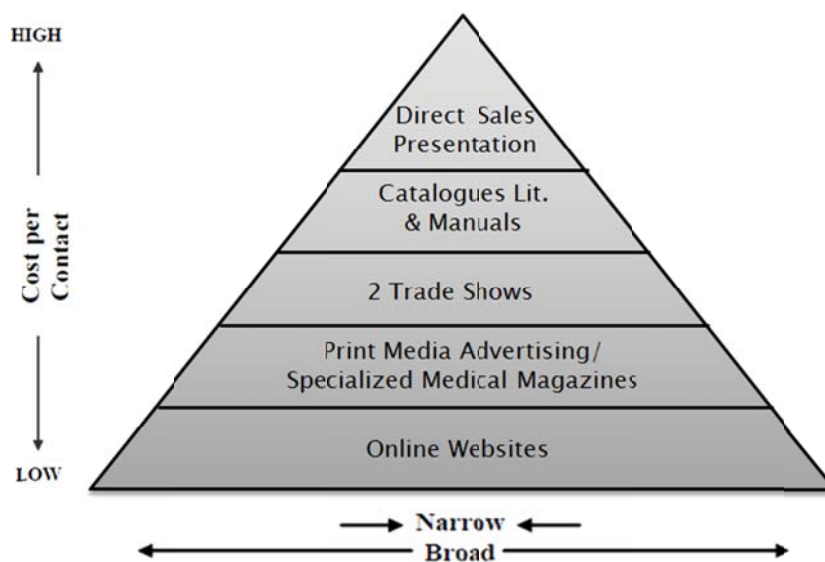 HIGH
Direct Sales
Presentation
Catalogues Lit.
& Manuals
Cost per
Contact
2 Trade Shows
Print Media Advertising/
Specialized Medical Magazines
Online Websites
LOW
Narrow
Broad